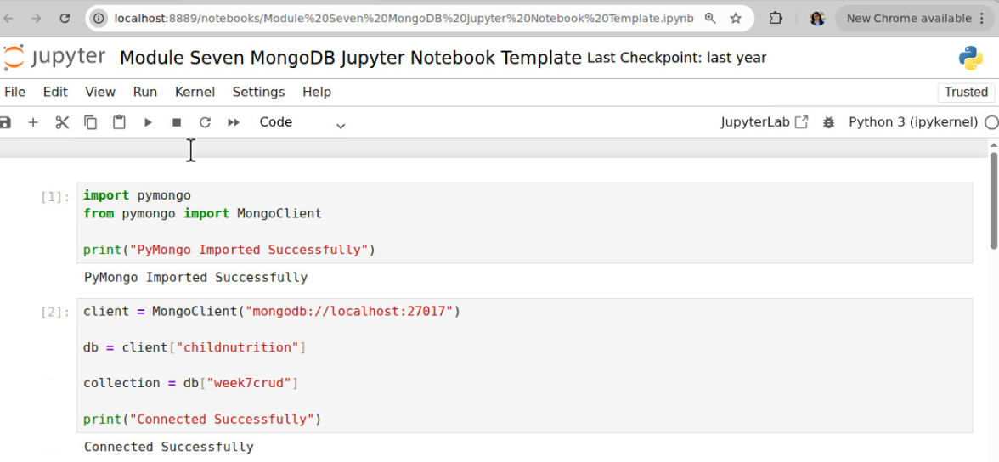 localhost:8889/notebooks/Module%20Seven%20MongoDB%20Jupyter%20Notebook%20Template.ipynb New Chrome available
jupyter Module Seven MongoDB Jupyter Notebook Template Last Checkpoint: last year
File Edit View Run Kernel Settings Help Trusted
Code JupyterLab Python 3 (ipykernel)
[1]: import pymongo
from pymongo import MongoClient
print("PyMongo Imported Successfully")
PyMongo Imported Successfully
[2]: client = MongoClient("mongodb://localhost:27017")
db = client["childnutrition"]
collection = db["week7crud"]
print("Connected Successfully")
Connected Successfully